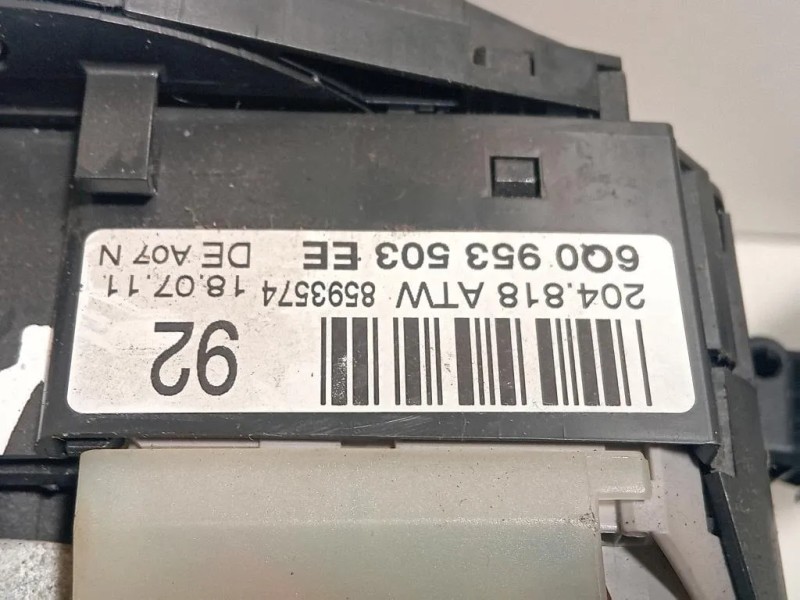 6Q0 953 503 EE DE A07 N
204.818 ATW 8593574 18.07.11.
92